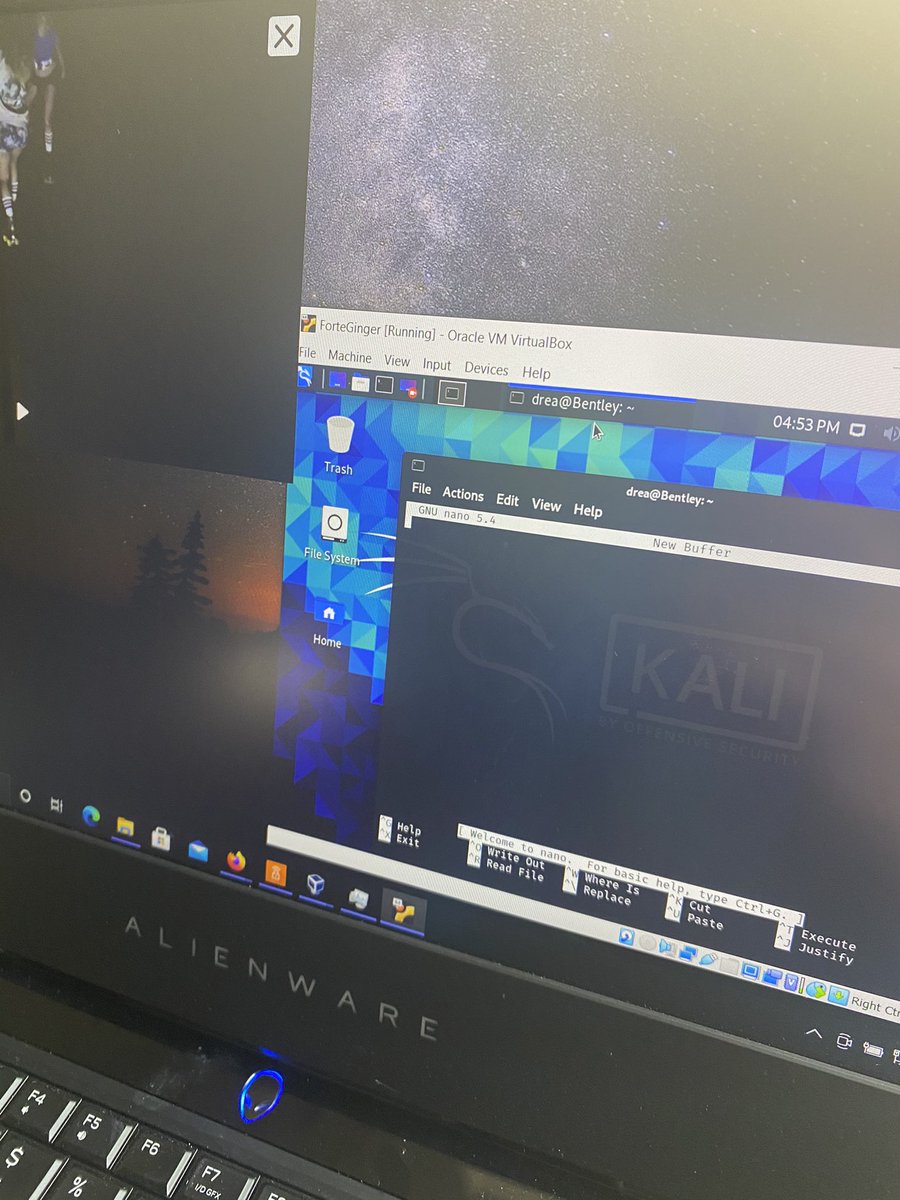 ForteGinger [Running] - Oracle VM VirtualBox
File Machine View Input Devices Help
drea@Bentley: ~
04:53 PM
Trash
File System
Home
drea@Bentley: ~
File Actions Edit View Help
GNU nano 5.4
New Buffer
KALI
BY OFFENSIVE SECURITY
[ Welcome to nano. For basic help, type Ctrl+G. ]
^G Help ^O Write Out ^W Where Is ^K Cut ^T Execute
^X Exit ^R Read File ^\ Replace ^U Paste ^J Justify
Right Ctr
ALIENWARE
F4 F5 F6 F7
I/D GFX
$ %